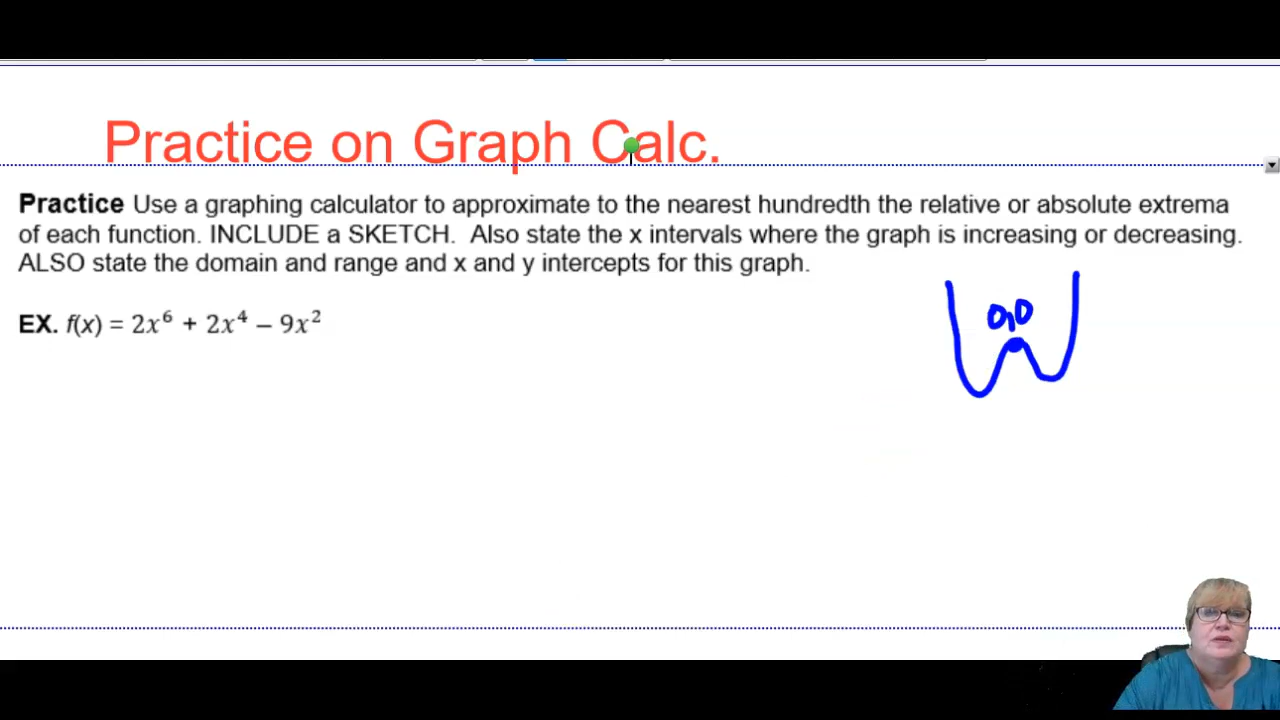 Practice on Graph Calc.
Practice Use a graphing calculator to approximate to the nearest hundredth the relative or absolute extrema
of each function. INCLUDE a SKETCH. Also state the x intervals where the graph is increasing or decreasing.
ALSO state the domain and range and x and y intercepts for this graph.
0,0
EX. f(x) = 2x⁶ + 2x⁴ – 9x²